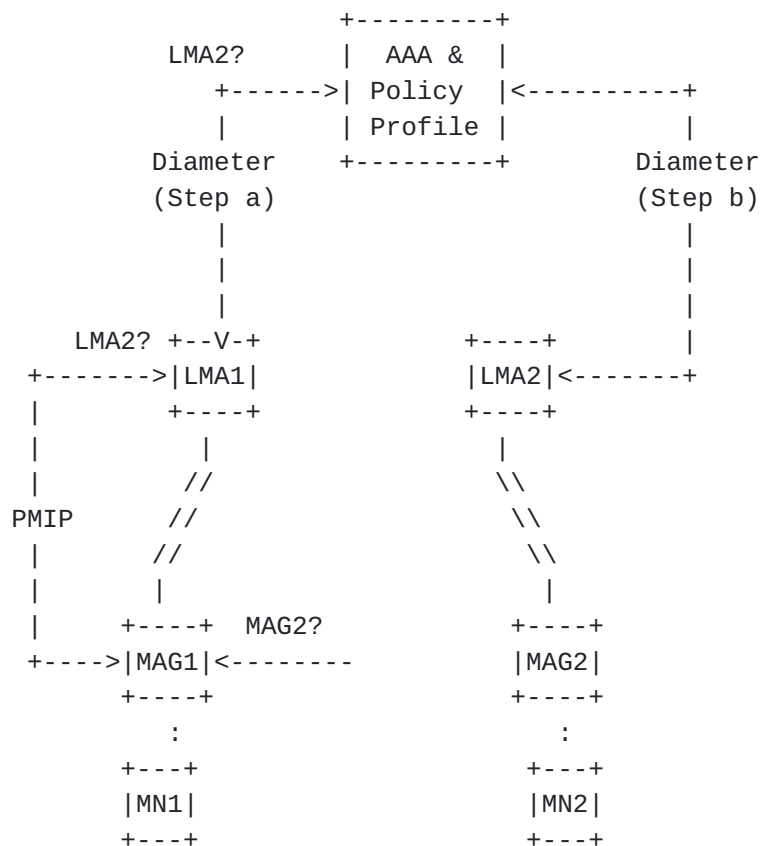 +---------+
          LMA2?      |  AAA &  |
             +------>| Policy  |<----------+
             |       | Profile |           |
         Diameter    +---------+        Diameter
         (Step a)                       (Step b)
             |                             |
             |                             |
             |                             |
    LMA2? +--V-+             +----+        |
 +------->|LMA1|             |LMA2|<-------+
 |        +----+             +----+
 |          |                  |
 |         //                  \\
PMIP      //                    \\
 |       //                      \\
 |       |                        |
 |     +----+  MAG2?            +----+
 +---->|MAG1|<--------          |MAG2|
       +----+                   +----+
          :                        :
       +---+                     +---+
       |MN1|                     |MN2|
       +---+                     +---+